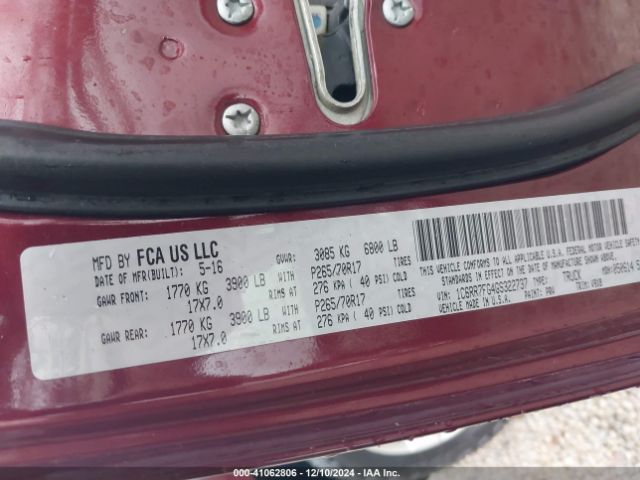 MFD BY FCA US LLC
DATE OF MFR(BUILT): 5-16
GVWR: 3085 KG 6800 LB
GAWR FRONT: 1770 KG 3900 LB WITH P265/70R17 TIRES
17X7.0 RIMS AT 276 KPA ( 40 PSI) COLD
GAWR REAR: 1770 KG 3900 LB WITH P265/70R17 TIRES
17X7.0 RIMS AT 276 KPA ( 40 PSI) COLD
THIS VEHICLE CONFORMS TO ALL APPLICABLE U.S.A. FEDERAL MOTOR VEHICLE SAFETY
STANDARDS IN EFFECT ON THE DATE OF MANUFACTURE SHOWN ABOVE.
VIN: 1C6RR7FG4GS322737 TYPE: TRUCK
VEHICLE MADE IN U.S.A. PAINT: PRV TRIM:
000-41062806 - 12/10/2024 - IAA Inc.